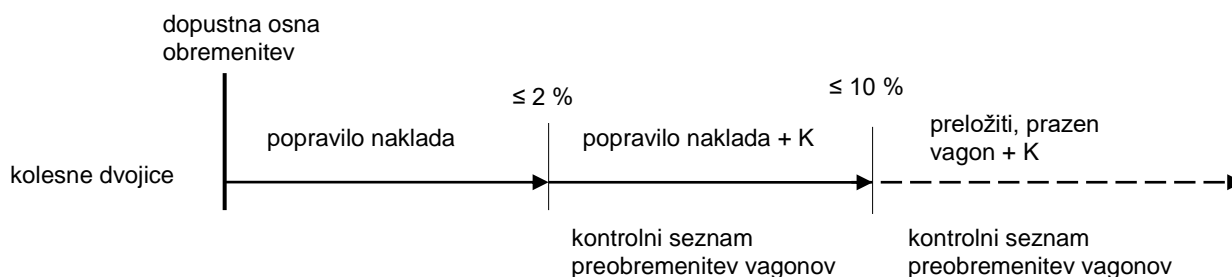 dopustna osna
obremenitev
≤ 2 %
≤ 10 %
popravilo naklada
popravilo naklada + K
preložiti, prazen
vagon + K
kolesne dvojice
kontrolni seznam
preobremenitev vagonov
kontrolni seznam
preobremenitev vagonov